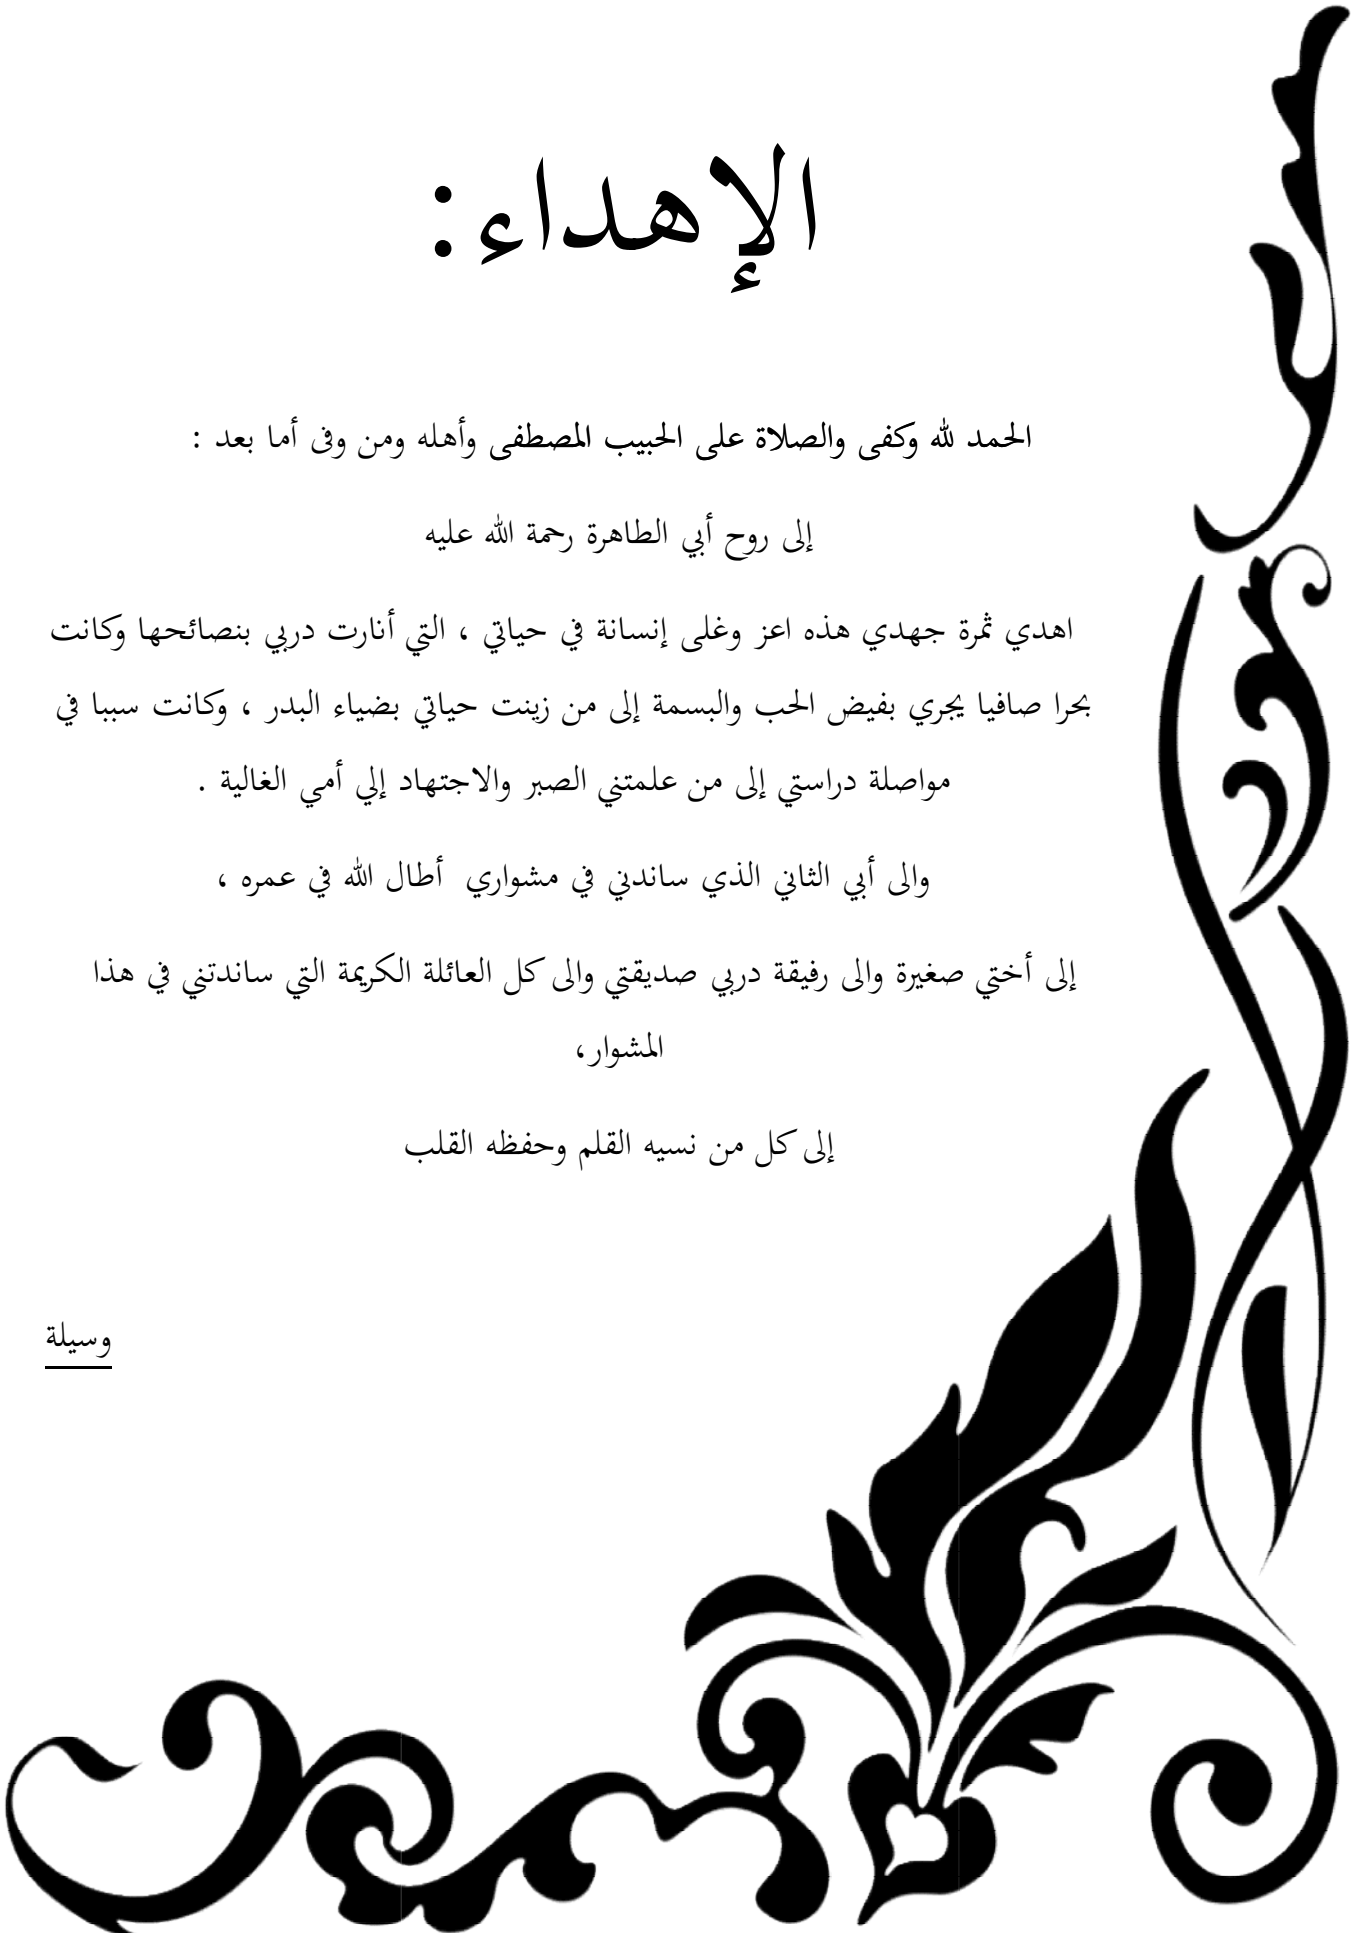 الإهداء:
الحمد لله وكفى والصلاة على الحبيب المصطفى وأهله ومن وفى أما بعد :
إلى روح أبي الطاهرة رحمة الله عليه
اهدي ثمرة جهدي هذه اعز وغلى إنسانة في حياتي ، التي أنارت دربي بنصائحها وكانت
بحرا صافيا يجري بفيض الحب والبسمة إلى من زينت حياتي بضياء البدر ، وكانت سببا في
مواصلة دراستي إلى من علمتني الصبر والاجتهاد إلي أمي الغالية .
والى أبي الثاني الذي ساندني في مشواري أطال الله في عمره ،
إلى أختي صغيرة والى رفيقة دربي صديقتي والى كل العائلة الكريمة التي ساندتني في هذا
المشوار،
إلى كل من نسيه القلم وحفظه القلب
وسيلة